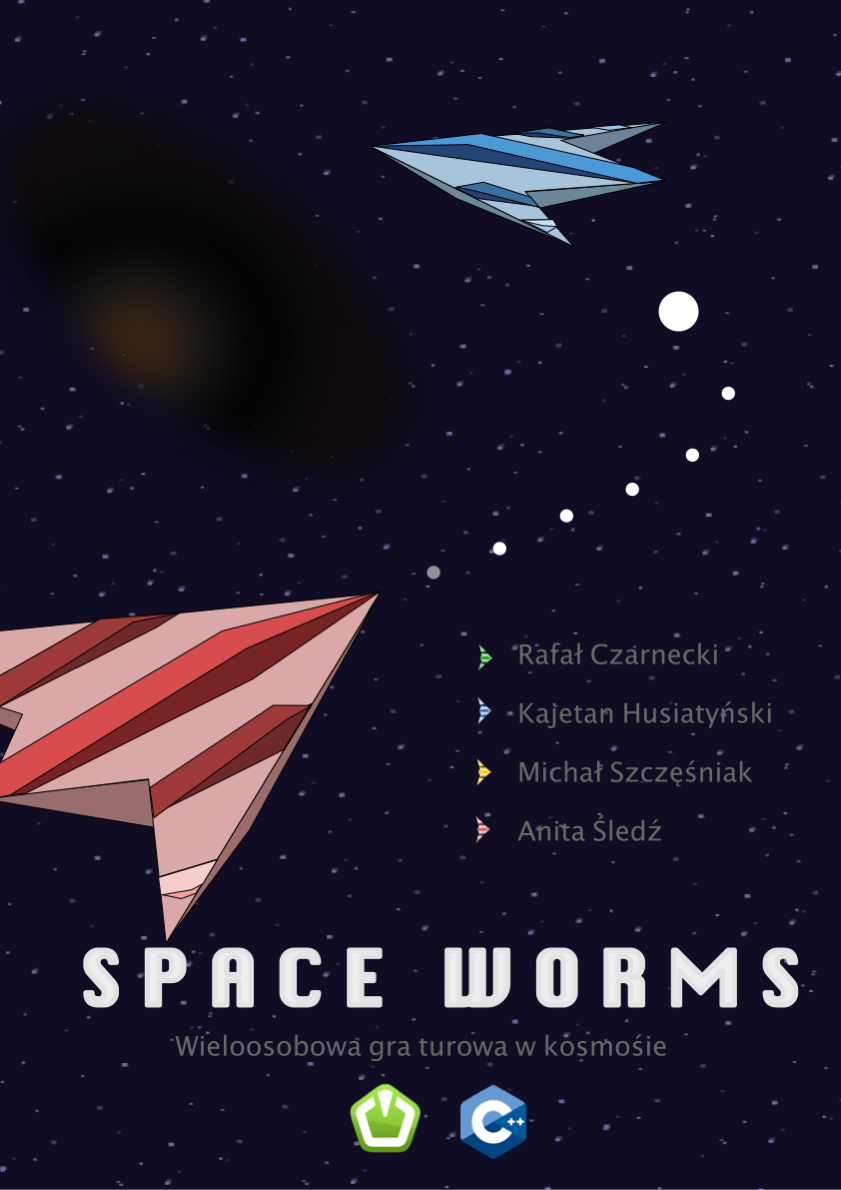 Rafał Czarnecki
Kajetan Husiatyński
Michał Szczęśniak
Anita Śledź
SPACE WORMS
Wieloosobowa gra turowa w kosmosie
C++